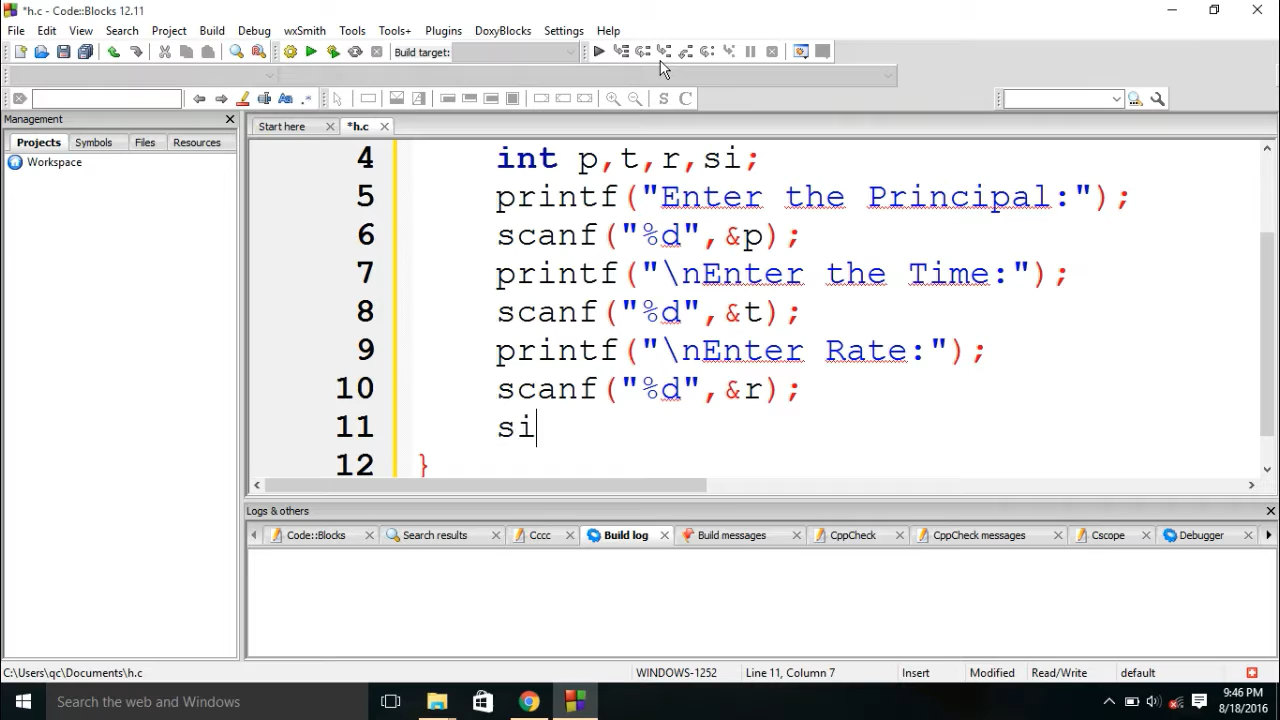 *h.c - Code::Blocks 12.11
File Edit View Search Project Build Debug wxSmith Tools Tools+ Plugins DoxyBlocks Settings Help
Build target:
S C
Management
Projects Symbols Files Resources
Workspace
Start here *h.c
4 int p,t,r,si;
5 printf("Enter the Principal:");
6 scanf("%d",&p);
7 printf("\nEnter the Time:");
8 scanf("%d",&t);
9 printf("\nEnter Rate:");
10 scanf("%d",&r);
11 si
12 }
Logs & others
Code::Blocks Search results Cccc Build log Build messages CppCheck CppCheck messages Cscope Debugger
C:\Users\qc\Documents\h.c WINDOWS-1252 Line 11, Column 7 Insert Modified Read/Write default
Search the web and Windows
9:46 PM
8/18/2016